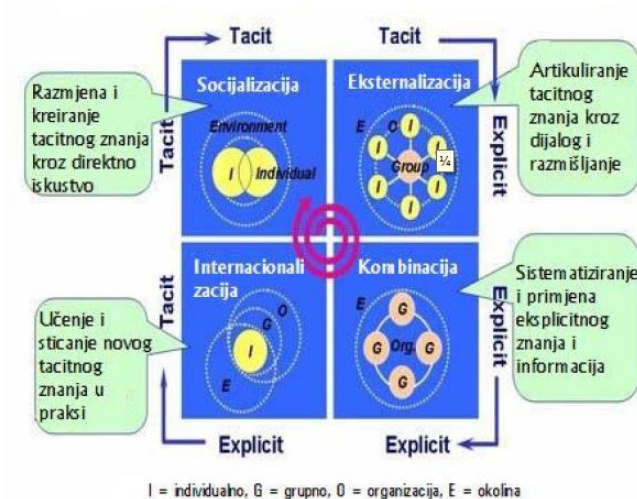 Tacit
Tacit
Razmjena i
kreiranje
tacitnog znanja
kroz direktno
iskustvo
Tacit
Socijalizacija
Environment
I
Individual
Eksternalizacija
E
O
I
I
I
Group
¼
I
I
I
Explicit
Artikuliranje
tacitnog
znanja kroz
dijalog i
razmišljanje
Učenje i
sticanje novog
tacitnog
znanja u
praksi
Tacit
Internacionali
zacija
O
G
I
E
Kombinacija
E
G
G
Org.
G
G
Explicit
Sistematiziranje
i primjena
eksplicitnog
znanja i
informacija
Explicit
Explicit
I = individualno, G = grupno, O = organizacija, E = okolina